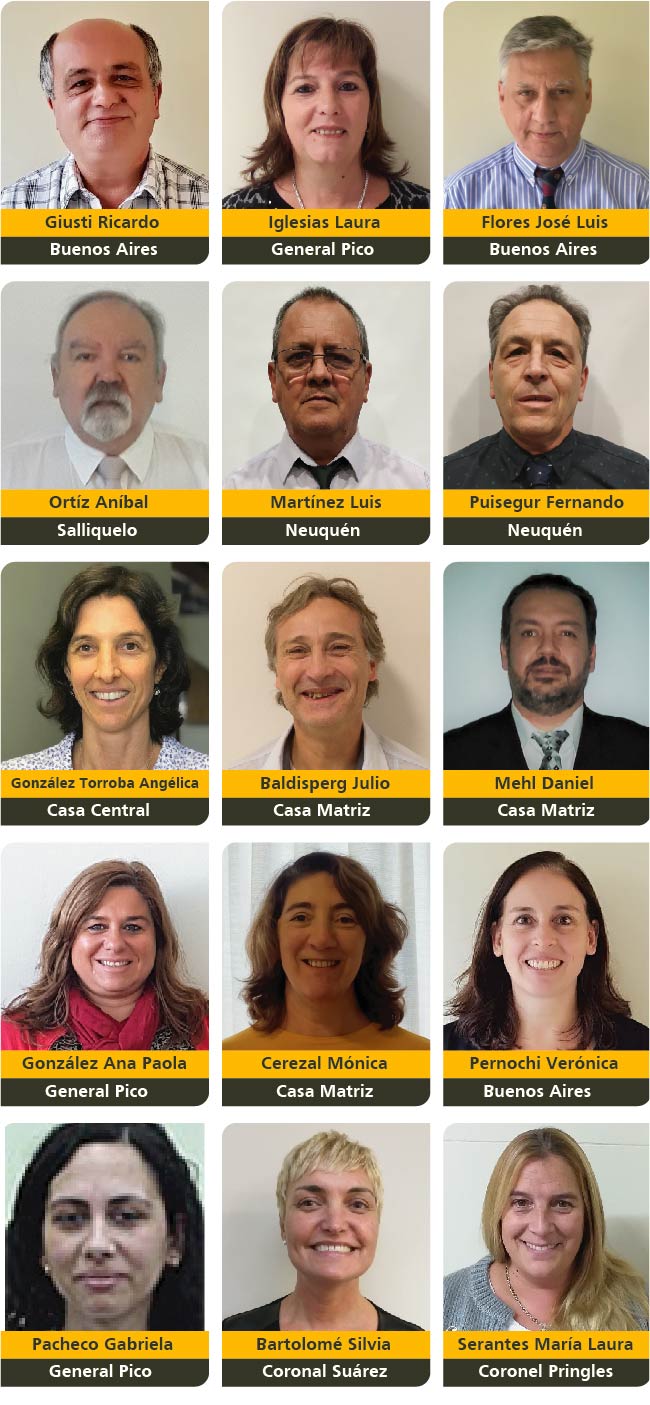 Giusti Ricardo
Buenos Aires
Iglesias Laura
General Pico
Flores José Luis
Buenos Aires
Ortíz Aníbal
Salliquelo
Martínez Luis
Neuquén
Puisegur Fernando
Neuquén
González Torroba Angélica
Casa Central
Baldisperg Julio
Casa Matriz
Mehl Daniel
Casa Matriz
González Ana Paola
General Pico
Cerezal Mónica
Casa Matriz
Pernochi Verónica
Buenos Aires
Pacheco Gabriela
General Pico
Bartolomé Silvia
Coronal Suárez
Serantes María Laura
Coronel Pringles